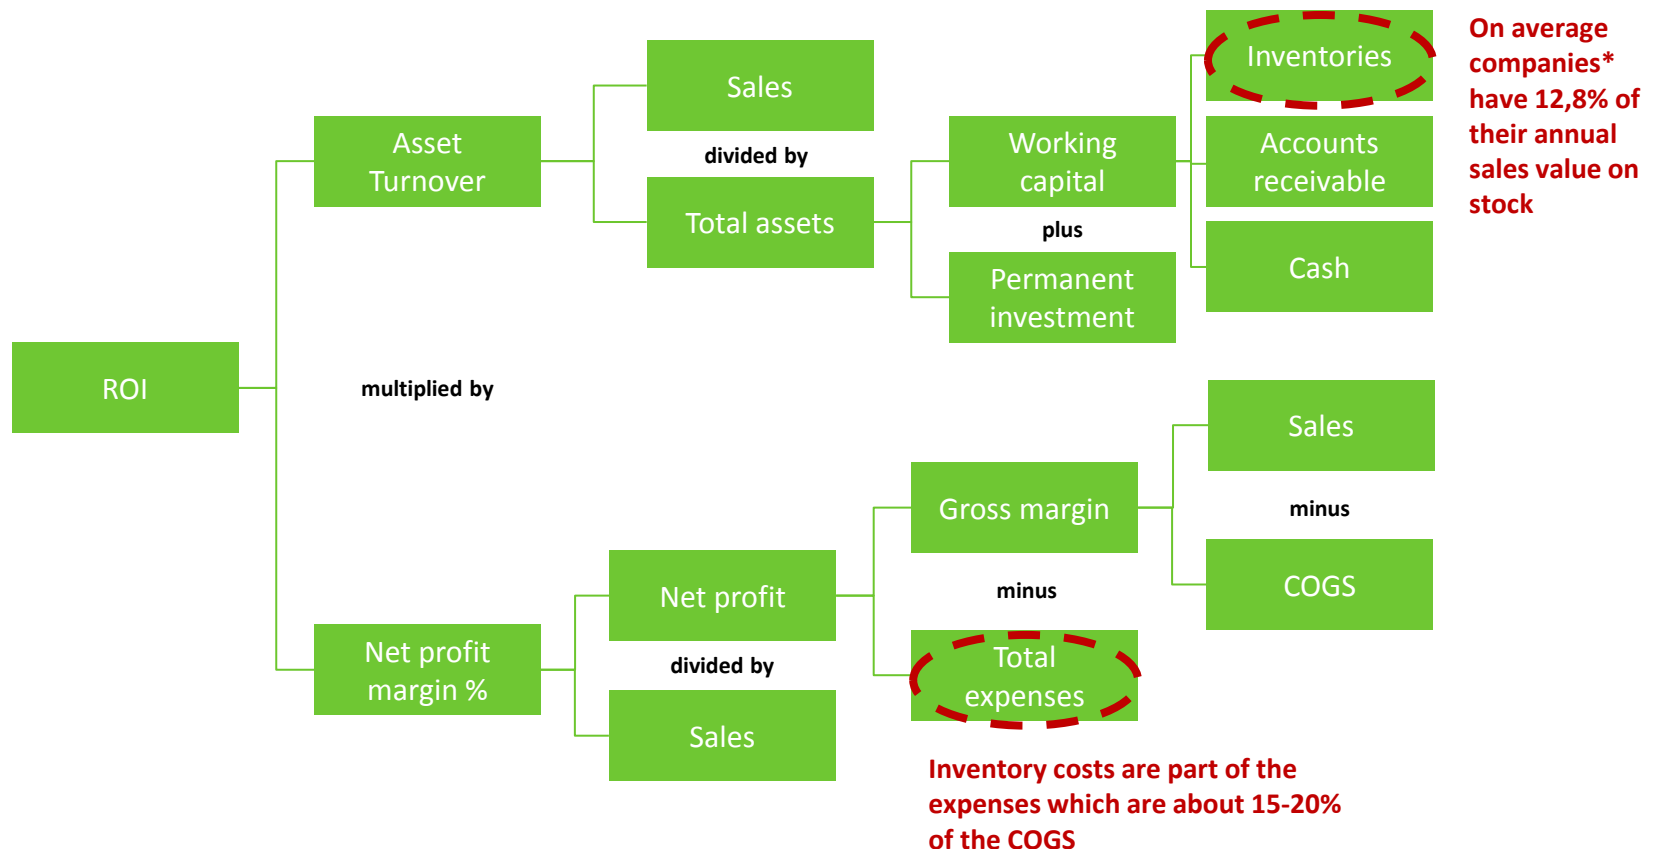 ROI
multiplied by
Asset
Turnover
Net profit
margin %
Sales
divided by
Total assets
Net profit
divided by
Sales
Working
capital
plus
Permanent
investment
Gross margin
minus
Total
expenses
Inventories
Accounts
receivable
Cash
Sales
minus
COGS
On average
companies*
have 12,8% of
their annual
sales value on
stock
Inventory costs are part of the
expenses which are about 15-20%
of the COGS